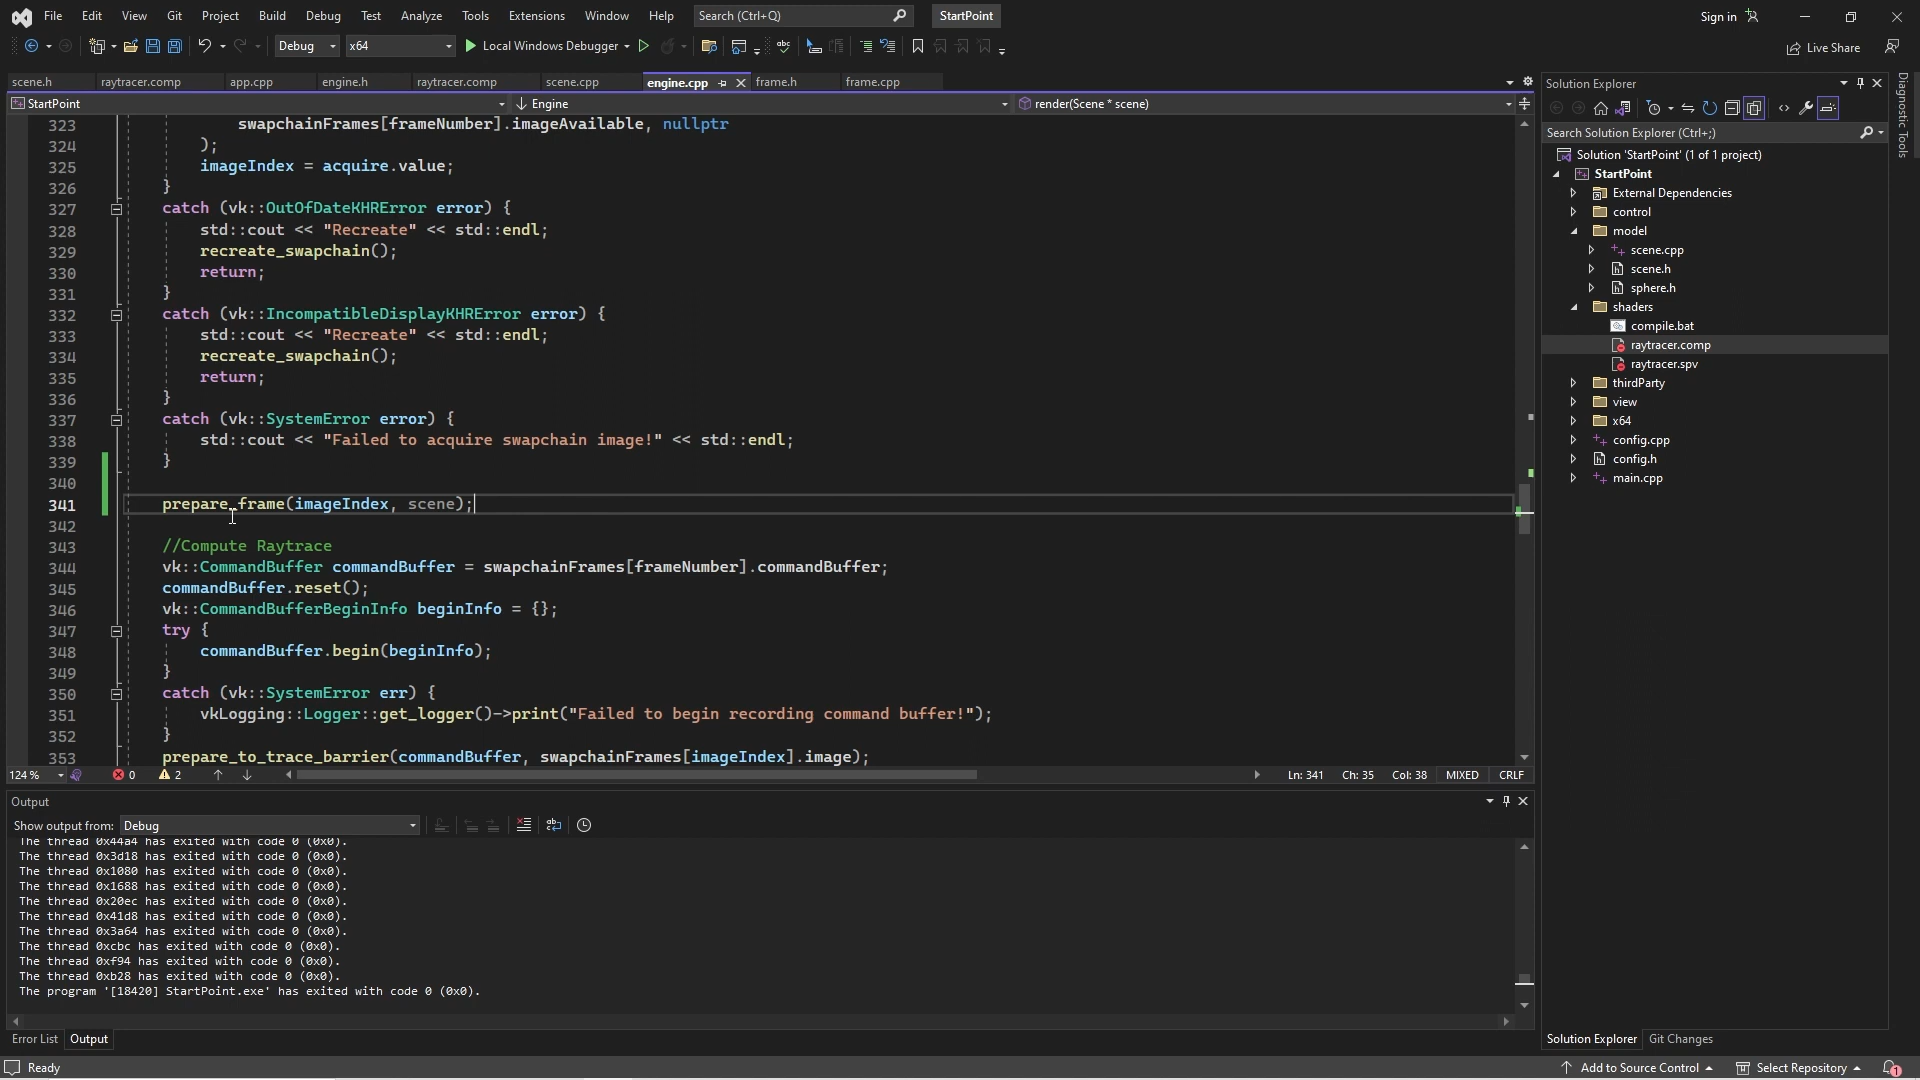 File Edit View Git Project Build Debug Test Analyze Tools Extensions Window Help Search (Ctrl+Q) StartPoint Sign in
Debug x64 Local Windows Debugger Live Share
scene.h raytracer.comp app.cpp engine.h raytracer.comp scene.cpp engine.cpp frame.h frame.cpp
StartPoint Engine render(Scene * scene)
323 swapchainFrames[frameNumber].imageAvailable, nullptr
324 );
325 imageIndex = acquire.value;
326 }
327 catch (vk::OutOfDateKHRError error) {
328 std::cout << "Recreate" << std::endl;
329 recreate_swapchain();
330 return;
331 }
332 catch (vk::IncompatibleDisplayKHRError error) {
333 std::cout << "Recreate" << std::endl;
334 recreate_swapchain();
335 return;
336 }
337 catch (vk::SystemError error) {
338 std::cout << "Failed to acquire swapchain image!" << std::endl;
339 }
340
341 prepare_frame(imageIndex, scene);
342
343 //Compute Raytrace
344 vk::CommandBuffer commandBuffer = swapchainFrames[frameNumber].commandBuffer;
345 commandBuffer.reset();
346 vk::CommandBufferBeginInfo beginInfo = {};
347 try {
348 commandBuffer.begin(beginInfo);
349 }
350 catch (vk::SystemError err) {
351 vkLogging::Logger::get_logger()->print("Failed to begin recording command buffer!");
352 }
353 prepare_to_trace_barrier(commandBuffer, swapchainFrames[imageIndex].image);
124 % 0 2 Ln: 341 Ch: 35 Col: 38 MIXED CRLF
Output
Show output from: Debug
The thread 0x44a4 has exited with code 0 (0x0).
The thread 0x3d18 has exited with code 0 (0x0).
The thread 0x1080 has exited with code 0 (0x0).
The thread 0x1688 has exited with code 0 (0x0).
The thread 0x20ec has exited with code 0 (0x0).
The thread 0x41d8 has exited with code 0 (0x0).
The thread 0x3a64 has exited with code 0 (0x0).
The thread 0xcbc has exited with code 0 (0x0).
The thread 0xf94 has exited with code 0 (0x0).
The thread 0xb28 has exited with code 0 (0x0).
The program '[18420] StartPoint.exe' has exited with code 0 (0x0).
Error List Output
Solution Explorer
Search Solution Explorer (Ctrl+;)
Solution 'StartPoint' (1 of 1 project)
StartPoint
External Dependencies
control
model
scene.cpp
scene.h
sphere.h
shaders
compile.bat
raytracer.comp
raytracer.spv
thirdParty
view
x64
config.cpp
config.h
main.cpp
Solution Explorer Git Changes
Diagnostic Tools
Ready Add to Source Control Select Repository 1